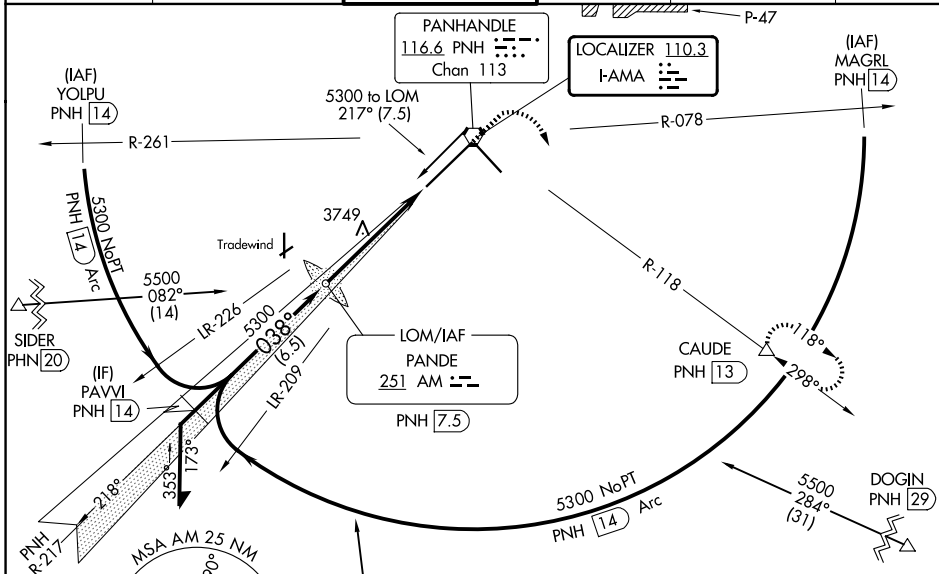 P-47
PANHANDLE
116.6 PNH
Chan 113
LOCALIZER 110.3
I-AMA
(IAF)
MAGRL
PNH 14
(IAF)
YOLPU
PNH 14
5300 to LOM
217° (7.5)
R-261
R-078
5300 NoPT
PNH 14 Arc
3749
Tradewind
R-118
5500
082°
(14)
SIDER
PHN 20
LR-226
5300
038°
(6.5)
LR-209
LOM/IAF
PANDE
251 AM
PNH 7.5
CAUDE
PNH 13
118°
298°
(IF)
PAVVI
PNH 14
353°
173°
218°
PNH
R-217
5300 NoPT
PNH 14 Arc
5500
284°
(31)
DOGIN
PNH 29
MSA AM 25 NM